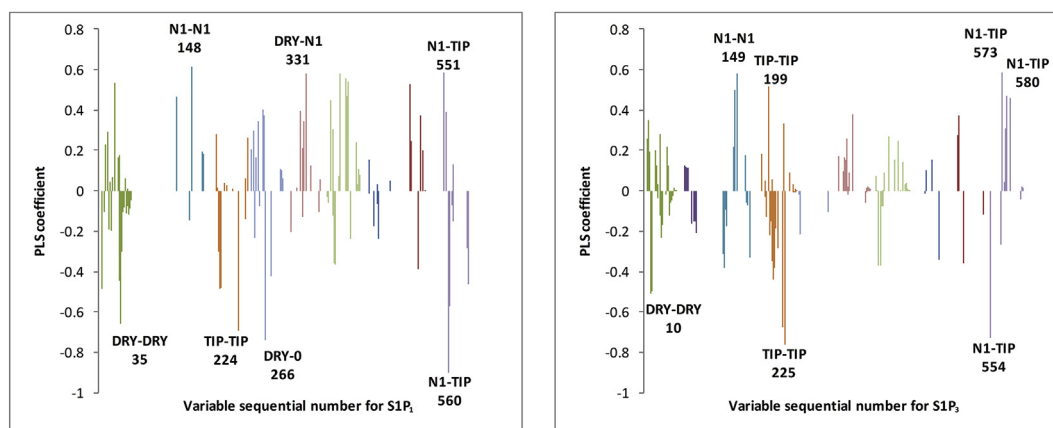 0.8
0.6
0.4
0.2
0
-0.2
-0.4
-0.6
-0.8
-1
PLS coefficient
N1-N1
148
DRY-N1
331
N1-TIP
551
DRY-DRY
35
TIP-TIP
224
DRY-0
266
N1-TIP
560
Variable sequential number for S1P₁
0.8
0.6
0.4
0.2
0
-0.2
-0.4
-0.6
-0.8
-1
PLS coefficient
N1-N1
149
TIP-TIP
199
N1-TIP
573
N1-TIP
580
DRY-DRY
10
TIP-TIP
225
N1-TIP
554
Variable sequential number for S1P₃